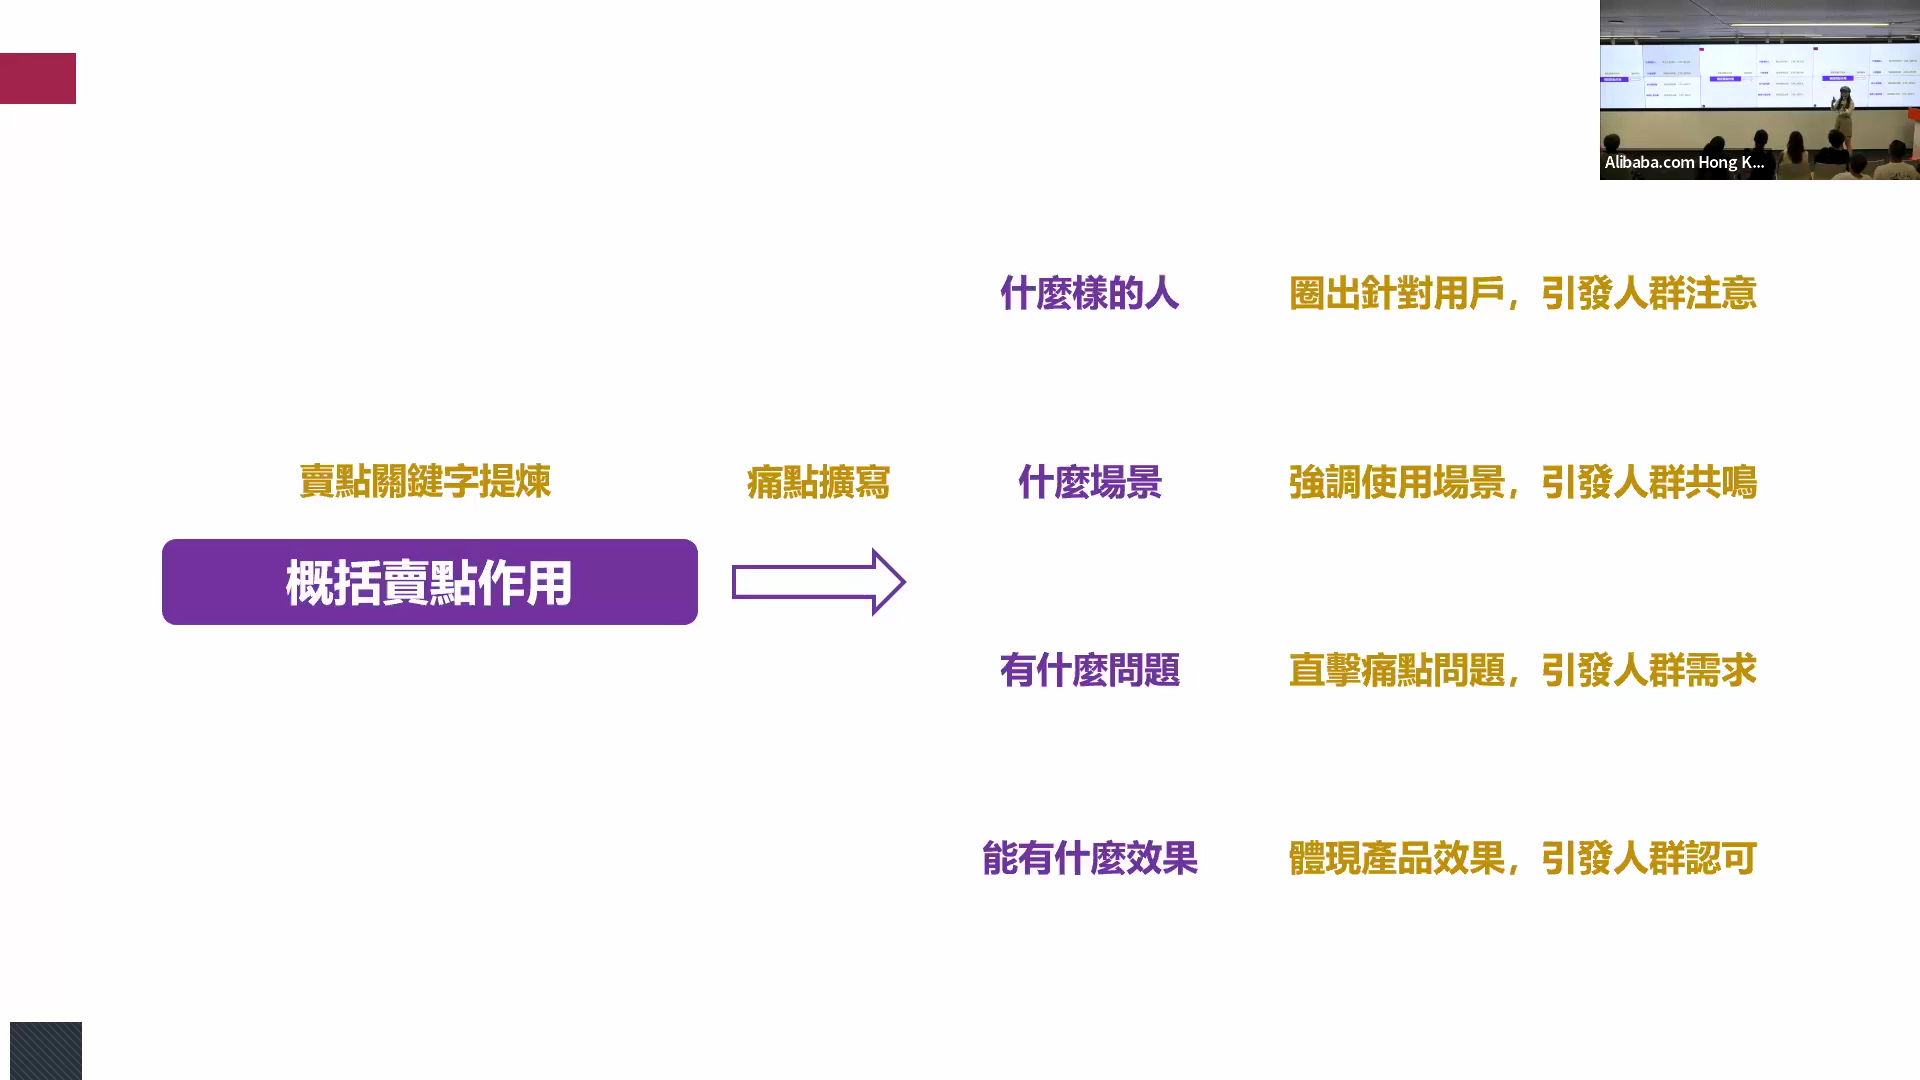 Alibaba.com Hong K...
什麼樣的人
圈出針對用戶，引發人群注意
賣點關鍵字提煉
痛點擴寫
什麼場景
強調使用場景，引發人群共鳴
概括賣點作用
有什麼問題
直擊痛點問題，引發人群需求
能有什麼效果
體現產品效果，引發人群認可